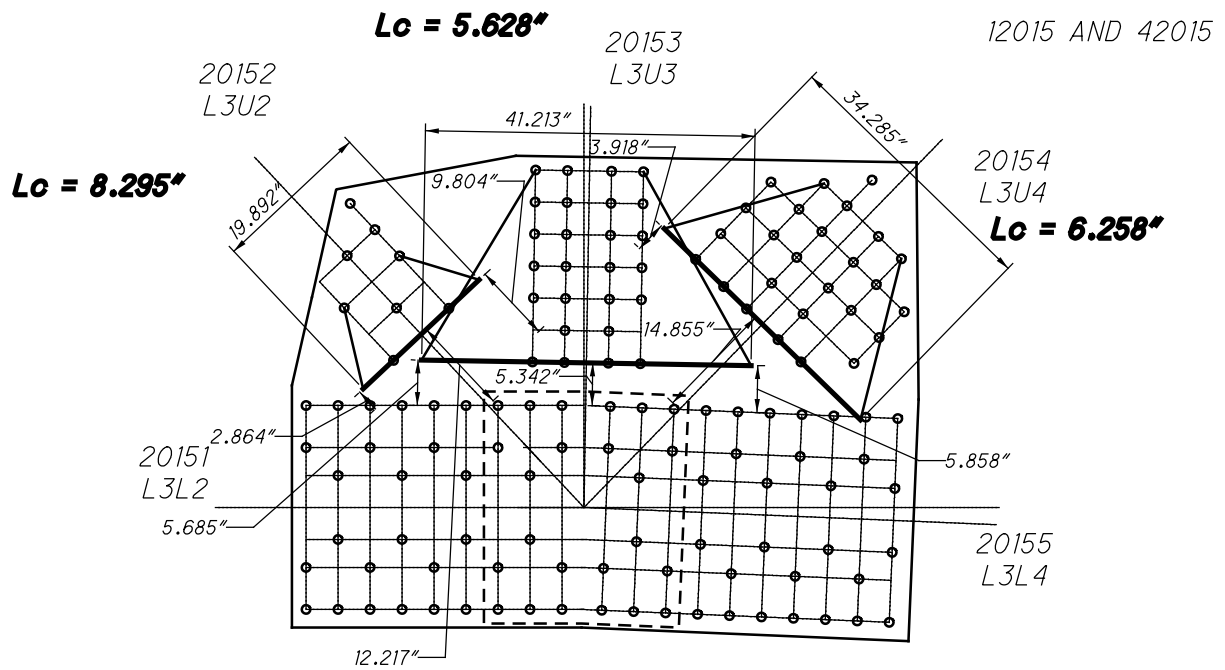 Lc = 5.628"
12015 AND 42015
20153
L3U3
20152
L3U2
41.213"
34.285"
3.918"
20154
L3U4
9.804"
Lc = 8.295"
19.892"
Lc = 6.258"
14.855"
5.342"
2.864"
20151
L3L2
5.858"
5.685"
20155
L3L4
12.217"